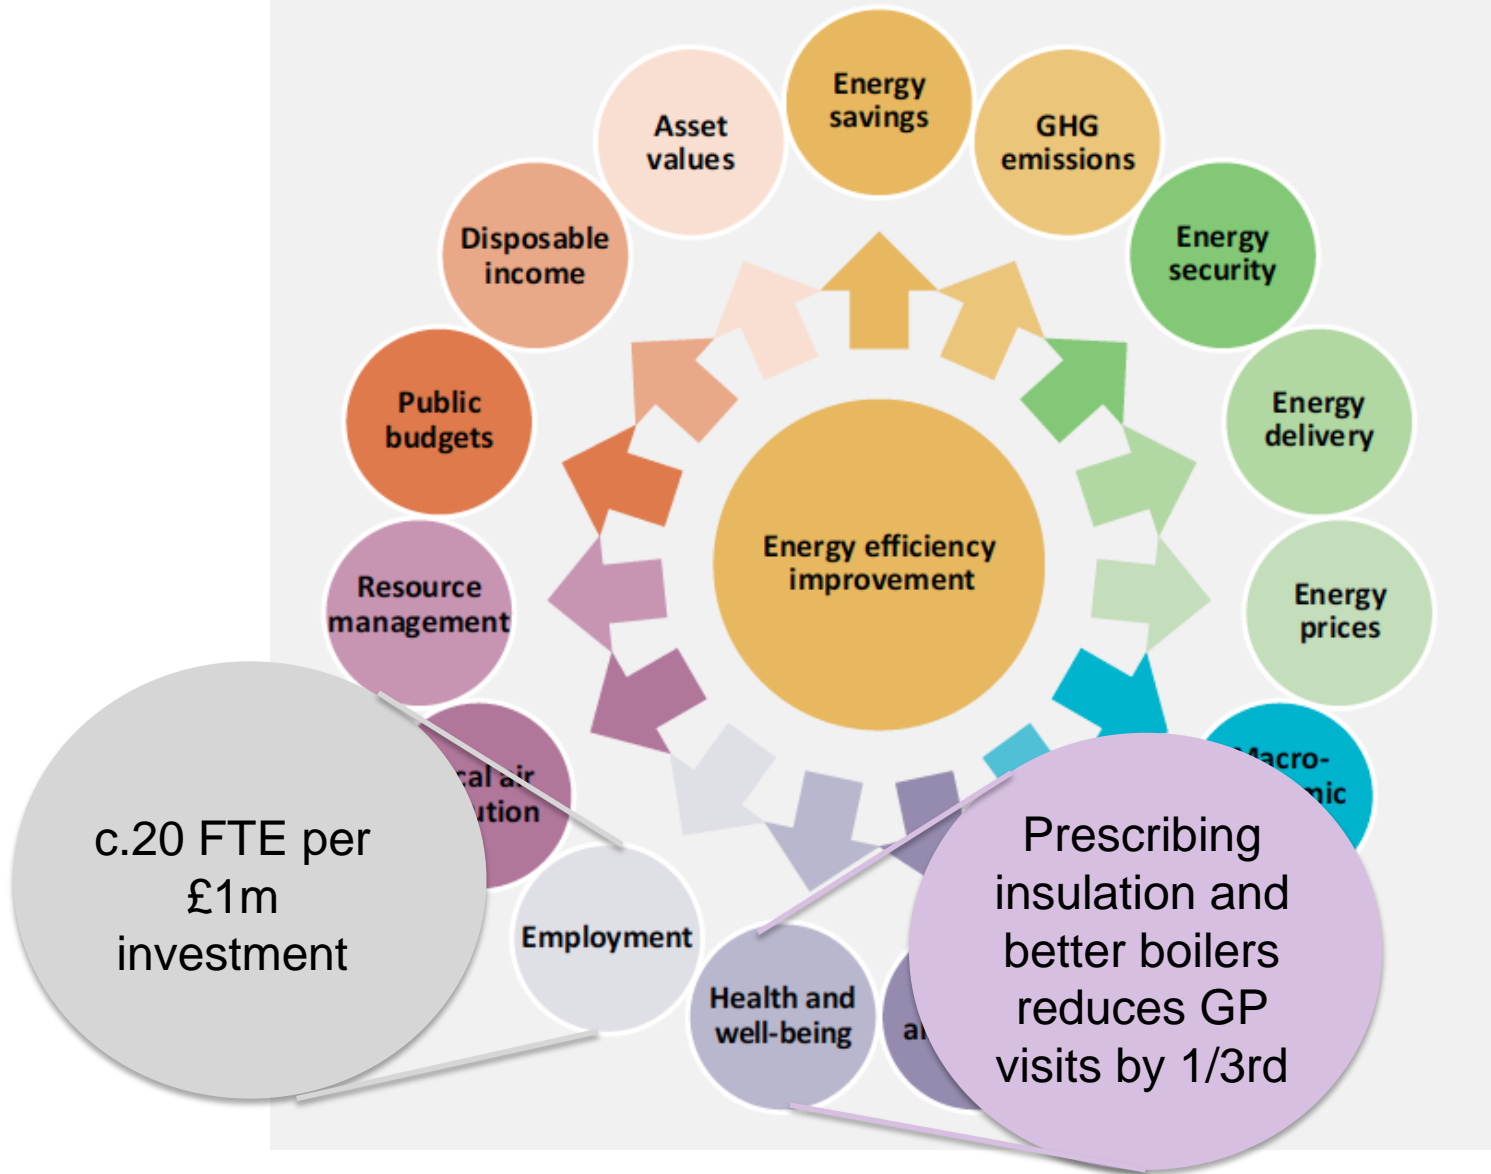 Energy
savings
Asset
values
GHG
emissions
Disposable
income
Energy
security
Public
budgets
Energy
delivery
Energy efficiency
improvement
Resource
management
Energy
prices
air
c.20 FTE per
£1m
investment
Employment
Health and
well-being
Prescribing
insulation and
better boilers
reduces GP
visits by 1/3rd